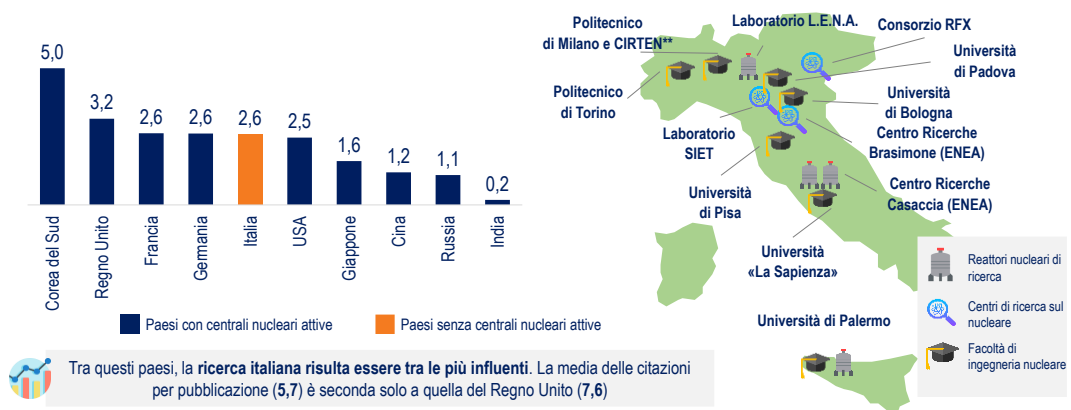 5,0
3,2
2,6
2,6
2,6
2,5
1,6
1,2
1,1
0,2
Corea del Sud
Regno Unito
Francia
Germania
Italia
USA
Giappone
Cina
Russia
India
Paesi con centrali nucleari attive
Paesi senza centrali nucleari attive
Politecnico
di Milano e CIRTEN**
Laboratorio L.E.N.A.
Consorzio RFX
Università
di Padova
Politecnico
di Torino
Università
di Bologna
Laboratorio
SIET
Centro Ricerche
Brasimone (ENEA)
Università
di Pisa
Centro Ricerche
Casaccia (ENEA)
Università
«La Sapienza»
Università di Palermo
Reattori nucleari di
ricerca
Centri di ricerca sul
nucleare
Facoltà di
ingegneria nucleare
Tra questi paesi, la ricerca italiana risulta essere tra le più influenti. La media delle citazioni
per pubblicazione (5,7) è seconda solo a quella del Regno Unito (7,6)